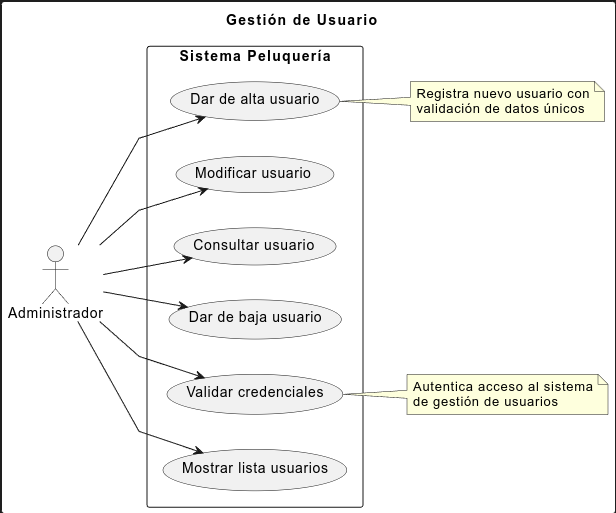 Gestión de Usuario
Sistema Peluquería
Dar de alta usuario
Registra nuevo usuario con
validación de datos únicos
Modificar usuario
Consultar usuario
Administrador
Dar de baja usuario
Validar credenciales
Autentica acceso al sistema
de gestión de usuarios
Mostrar lista usuarios